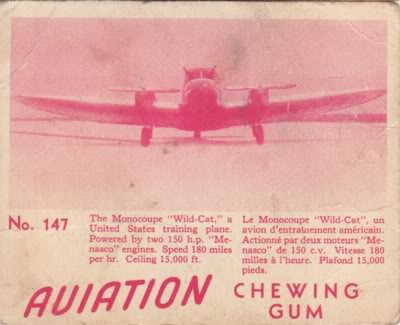 No. 147
The Monocoupe "Wild-Cat," a
United States training plane.
Powered by two 150 h.p. "Me-
nasco" engines. Speed 180 miles
per hr. Ceiling 15,000 ft.
Le Monocoupe "Wild-Cat", un
avion d'entraînement américain.
Actionné par deux moteurs "Me-
nasco" de 150 c.v. Vitesse 180
milles à l'heure. Plafond 15,000
pieds.
AVIATION CHEWING
GUM